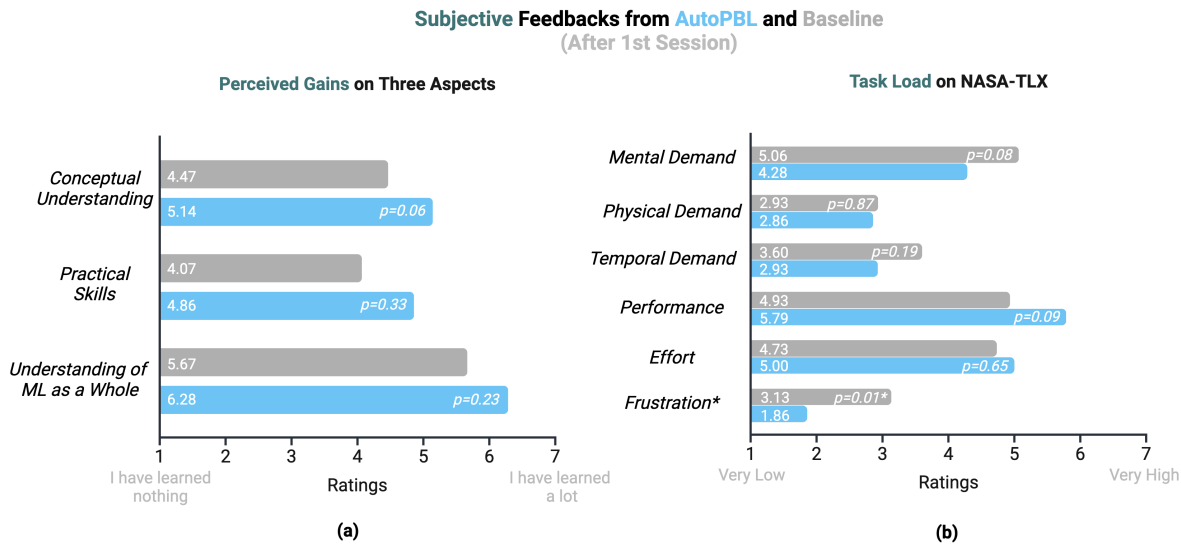 Subjective Feedbacks from AutoPBL and Baseline
(After 1st Session)
Perceived Gains on Three Aspects
Conceptual
Understanding
4.47
5.14
p=0.06
Practical
Skills
4.07
4.86
p=0.33
Understanding of
ML as a Whole
5.67
6.28
p=0.23
1 2 3 4 5 6 7
I have learned
nothing
Ratings
I have learned
a lot
(a)
Task Load on NASA-TLX
Mental Demand
5.06 p=0.08
4.28
Physical Demand
2.93 p=0.87
2.86
Temporal Demand
3.60 p=0.19
2.93
Performance
4.93
5.79 p=0.09
Effort
4.73
5.00 p=0.65
Frustration*
3.13 p=0.01*
1.86
1 2 3 4 5 6 7
Very Low
Ratings
Very High
(b)